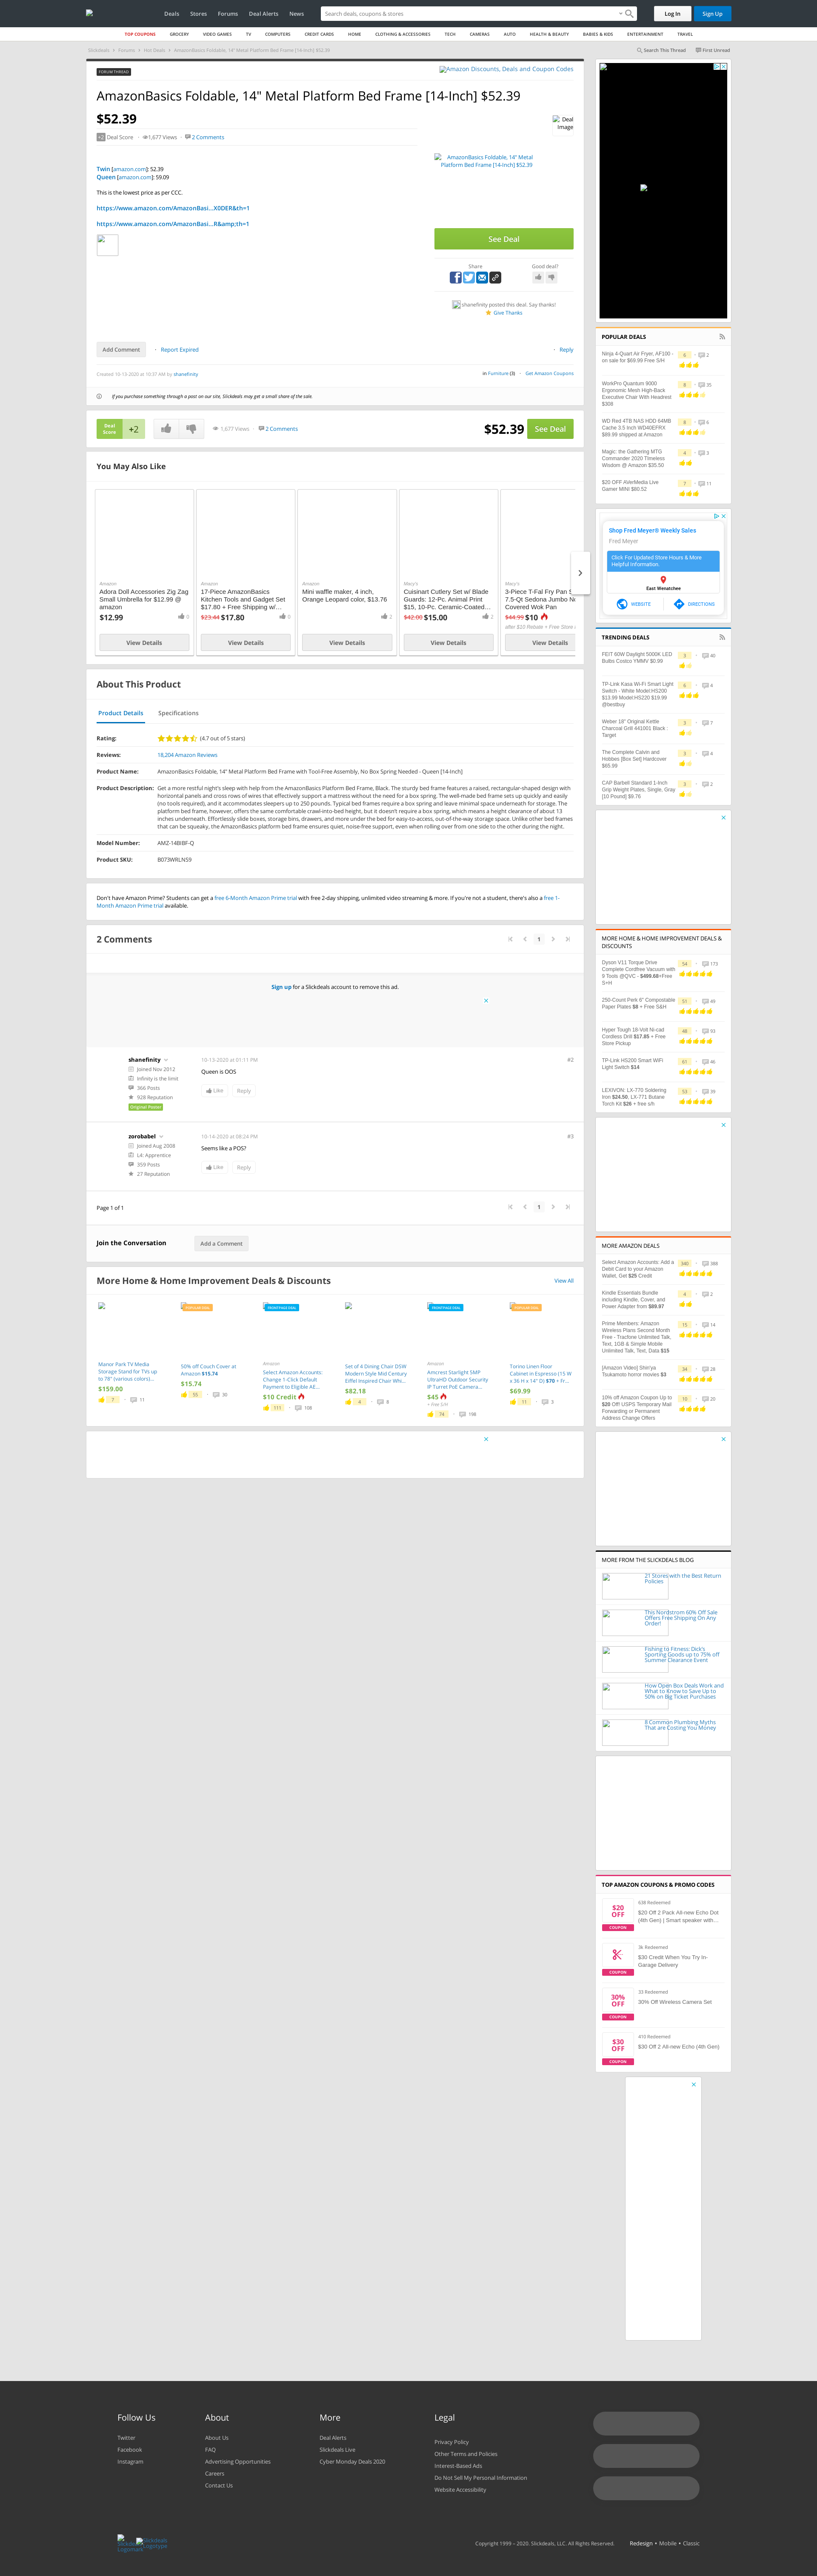 Deals
Stores
Forums
Deal Alerts
News
Search deals, coupons & stores
Log In
Sign Up
TOP COUPONS
GROCERY
VIDEO GAMES
TV
COMPUTERS
CREDIT CARDS
HOME
CLOTHING & ACCESSORIES
TECH
CAMERAS
AUTO
HEALTH & BEAUTY
BABIES & KIDS
ENTERTAINMENT
TRAVEL
Slickdeals > Forums > Hot Deals > AmazonBasics Foldable, 14" Metal Platform Bed Frame [14-Inch] $52.39
Search This Thread
First Unread
FORUM THREAD
Amazon Discounts, Deals and Coupon Codes
AmazonBasics Foldable, 14" Metal Platform Bed Frame [14-Inch] $52.39
$52.39
+2 Deal Score
1,677 Views
2 Comments
Deal Image
Twin [amazon.com]: 52.39
Queen [amazon.com]: 59.09
This is the lowest price as per CCC.
https://www.amazon.com/AmazonBasi...X0DER&th=1
https://www.amazon.com/AmazonBasi...R&amp;th=1
AmazonBasics Foldable, 14" Metal
Platform Bed Frame [14-Inch] $52.39
See Deal
Share
Good deal?
shanefinity posted this deal. Say thanks!
Give Thanks
Add Comment
Report Expired
Reply
Created 10-13-2020 at 10:37 AM by shanefinity
in Furniture (3)
Get Amazon Coupons
If you purchase something through a post on our site, Slickdeals may get a small share of the sale.
Deal
Score
+2
1,677 Views
2 Comments
$52.39
See Deal
You May Also Like
Amazon
Adora Doll Accessories Zig Zag
Small Umbrella for $12.99 @
amazon
$12.99
0
View Details
Amazon
17-Piece AmazonBasics
Kitchen Tools and Gadget Set
$17.80 + Free Shipping w/…
$23.44 $17.80
0
View Details
Amazon
Mini waffle maker, 4 inch,
Orange Leopard color, $13.76
2
View Details
Macy's
Cuisinart Cutlery Set w/ Blade
Guards: 12-Pc. Animal Print
$15, 10-Pc. Ceramic-Coated…
$42.00 $15.00
2
View Details
Macy's
3-Piece T-Fal Fry Pan S
7.5-Qt Sedona Jumbo No
Covered Wok Pan
$44.99 $10
after $10 Rebate + Free Store
View Details
About This Product
Product Details
Specifications
Rating:
(4.7 out of 5 stars)
Reviews:
18,204 Amazon Reviews
Product Name:
AmazonBasics Foldable, 14" Metal Platform Bed Frame with Tool-Free Assembly, No Box Spring Needed - Queen [14-Inch]
Product Description:
Get a more restful night's sleep with help from the AmazonBasics Platform Bed Frame, Black. The sturdy bed frame features a raised, rectangular-shaped design with
horizontal panels and cross rows of wires that effectively support a mattress without the need for a box spring. The well-made bed frame sets up quickly and easily
(no tools required), and it accommodates sleepers up to 250 pounds. Typical bed frames require a box spring and leave minimal space underneath for storage. The
platform bed frame, however, offers the same comfortable bed height, but it doesn't require a box spring, which means a height clearance of about 13
inches underneath. Effortlessly slide boxes, storage bins, drawers, and more under the bed for easy-to-access, out-of-the-way storage space. Unlike other bed frames
that can be squeaky, the AmazonBasics platform bed frame ensures quiet, noise-free support, even when rolling over from one side to the other during the night.
Model Number:
AMZ-14BIBF-Q
Product SKU:
B073WRLNS9
Don't have Amazon Prime? Students can get a free 6-Month Amazon Prime trial with free 2-day shipping, unlimited video streaming & more. If you're not a student, there's also a free 1-
Month Amazon Prime trial available.
2 Comments
1
Sign up for a Slickdeals account to remove this ad.
shanefinity
Joined Nov 2012
Infinity is the limit
366 Posts
928 Reputation
Original Poster
10-13-2020 at 01:11 PM
#2
Queen is OOS
Like
Reply
zorobabel
Joined Aug 2008
L4: Apprentice
359 Posts
27 Reputation
10-14-2020 at 08:24 PM
#3
Seems like a POS?
Like
Reply
Page 1 of 1
1
Join the Conversation
Add a Comment
More Home & Home Improvement Deals & Discounts
View All
Manor Park TV Media
Storage Stand for TVs up
to 78" (various colors)...
$159.00
7
11
POPULAR DEAL
50% off Couch Cover at
Amazon $15.74
$15.74
55
30
FRONTPAGE DEAL
Amazon
Select Amazon Accounts:
Change 1-Click Default
Payment to Eligible AE...
$10 Credit
111
108
Set of 4 Dining Chair DSW
Modern Style Mid Century
Eiffel Inspired Chair Whi...
$82.18
4
8
FRONTPAGE DEAL
Amazon
Amcrest Starlight 5MP
UltraHD Outdoor Security
IP Turret PoE Camera...
$45
+ Free S/H
74
198
POPULAR DEAL
Torino Linen Floor
Cabinet in Espresso (15 W
x 36 H x 14" D) $70 + Fr...
$69.99
11
3
POPULAR DEALS
Ninja 4-Quart Air Fryer, AF100 -
on sale for $69.99 Free S/H
6
2
WorkPro Quantum 9000
Ergonomic Mesh High-Back
Executive Chair With Headrest
$308
8
35
WD Red 4TB NAS HDD 64MB
Cache 3.5 Inch WD40EFRX
$89.99 shipped at Amazon
8
6
Magic: the Gathering MTG
Commander 2020 Timeless
Wisdom @ Amazon $35.50
4
3
$20 OFF AVerMedia Live
Gamer MINI $80.52
7
11
Shop Fred Meyer® Weekly Sales
Fred Meyer
Click For Updated Store Hours & More
Helpful Information.
East Wenatchee
WEBSITE
DIRECTIONS
TRENDING DEALS
FEIT 60W Daylight 5000K LED
Bulbs Costco YMMV $0.99
3
40
TP-Link Kasa Wi-Fi Smart Light
Switch - White Model:HS200
$13.99 Model:HS220 $19.99
@bestbuy
6
4
Weber 18" Original Kettle
Charcoal Grill 441001 Black :
Target
3
7
The Complete Calvin and
Hobbes [Box Set] Hardcover
$65.99
3
4
CAP Barbell Standard 1-Inch
Grip Weight Plates, Single, Gray
[10 Pound] $9.76
3
2
MORE HOME & HOME IMPROVEMENT DEALS &
DISCOUNTS
Dyson V11 Torque Drive
Complete Cordfree Vacuum with
9 Tools @QVC - $499.68+Free
S+H
54
173
250-Count Perk 6" Compostable
Paper Plates $8 + Free S&H
51
49
Hyper Tough 18-Volt Ni-cad
Cordless Drill $17.85 + Free
Store Pickup
48
93
TP-Link HS200 Smart WiFi
Light Switch $14
61
46
LEXIVON: LX-770 Soldering
Iron $24.50, LX-771 Butane
Torch Kit $26 + free s/h
53
39
MORE AMAZON DEALS
Select Amazon Accounts: Add a
Debit Card to your Amazon
Wallet, Get $25 Credit
340
388
Kindle Essentials Bundle
including Kindle, Cover, and
Power Adapter from $89.97
4
2
Prime Members: Amazon
Wireless Plans Second Month
Free - Tracfone Unlimited Talk,
Text, 1GB & Simple Mobile
Unlimited Talk, Text, Data $15
15
14
[Amazon Video] Shin'ya
Tsukamoto horror movies $3
34
28
10% off Amazon Coupon Up to
$20 Off! USPS Temporary Mail
Forwarding or Permanent
Address Change Offers
10
20
MORE FROM THE SLICKDEALS BLOG
21 Stores with the Best Return
Policies
This Nordstrom 60% Off Sale
Offers Free Shipping On Any
Order!
Fishing to Fitness: Dick's
Sporting Goods up to 75% off
Summer Clearance Event
How Open Box Deals Work and
What to Know to Save Up to
50% on Big Ticket Purchases
8 Common Plumbing Myths
That are Costing You Money
TOP AMAZON COUPONS & PROMO CODES
$20
OFF
COUPON
638 Redeemed
$20 Off 2 Pack All-new Echo Dot
(4th Gen) | Smart speaker with...
COUPON
3k Redeemed
$30 Credit When You Try In-
Garage Delivery
30%
OFF
COUPON
33 Redeemed
30% Off Wireless Camera Set
$30
OFF
COUPON
410 Redeemed
$30 Off 2 All-new Echo (4th Gen)
Follow Us
Twitter
Facebook
Instagram
About
About Us
FAQ
Advertising Opportunities
Careers
Contact Us
More
Deal Alerts
Slickdeals Live
Cyber Monday Deals 2020
Legal
Privacy Policy
Other Terms and Policies
Interest-Based Ads
Do Not Sell My Personal Information
Website Accessibility
Slickdeals
Logomark
Slickdeals
Logotype
Copyright 1999 – 2020. Slickdeals, LLC. All Rights Reserved.
Redesign • Mobile • Classic